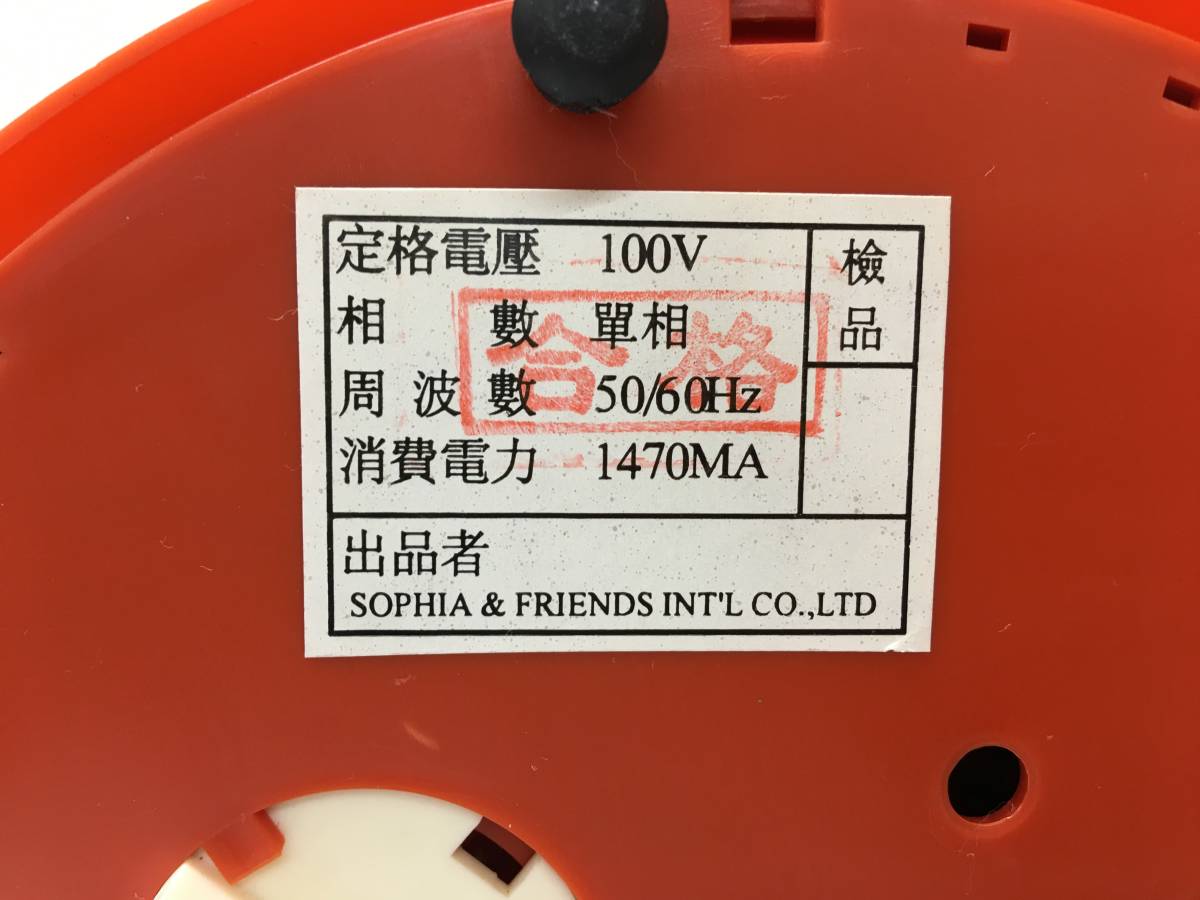 定格電壓 100V
相 數 單相
周波數 50/60Hz
消費電力 1470MA
檢
品
合格
出品者
SOPHIA & FRIENDS INT'L CO.,LTD